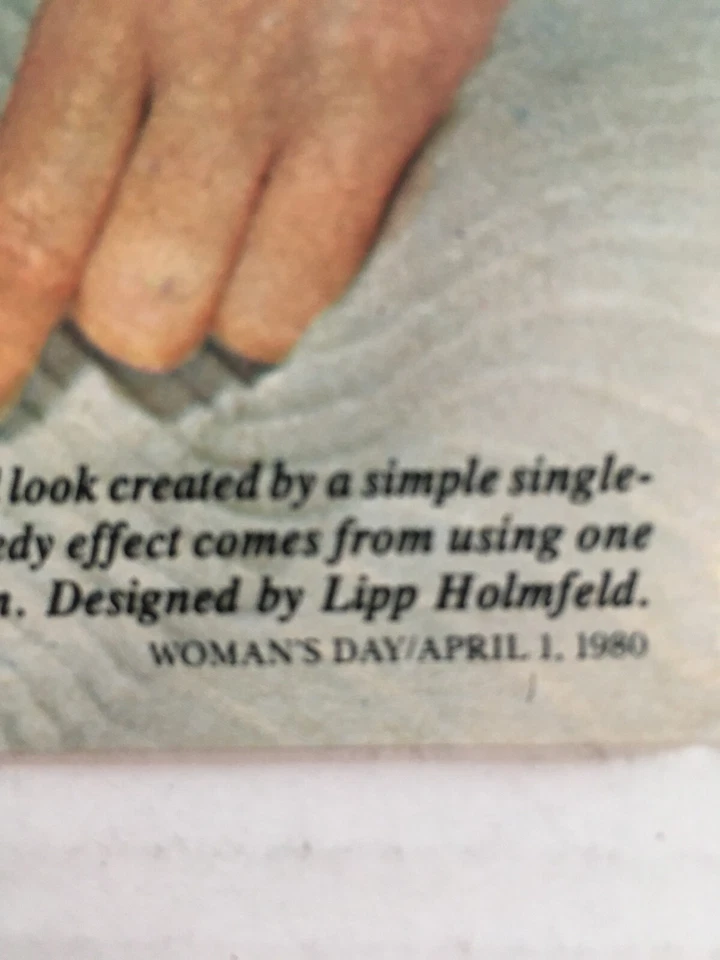 look created by a simple single-
edy effect comes from using one
n. Designed by Lipp Holmfeld.
WOMAN'S DAY/APRIL 1, 1980